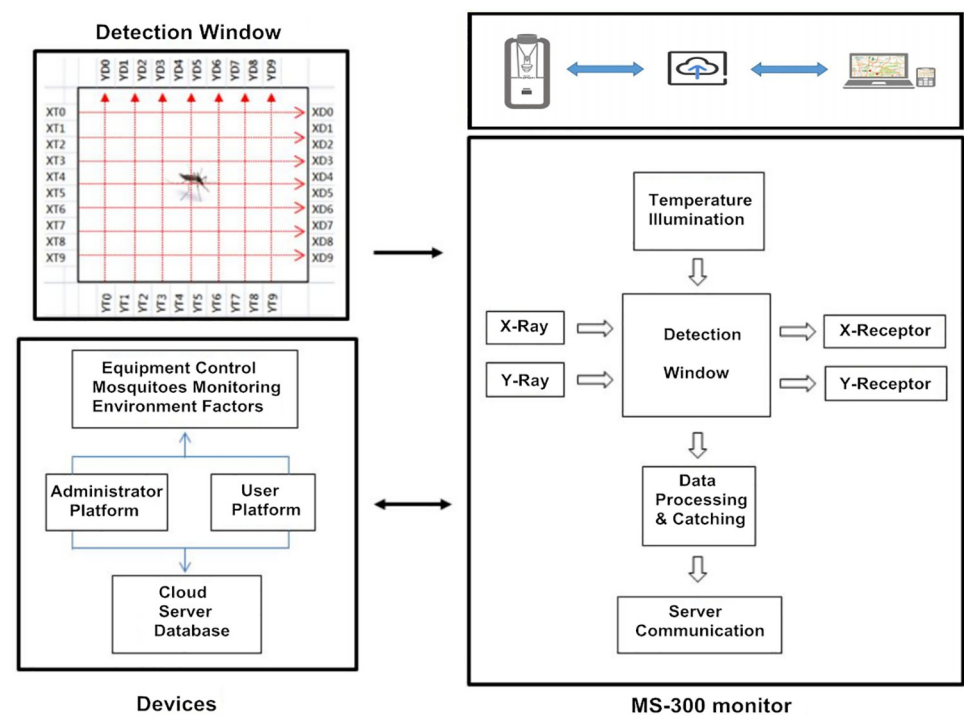 Detection Window
YD0
YD1
YD2
YD3
YD4
YD5
YD6
YD7
YD8
YD9
XT0
XT1
XT2
XT3
XT4
XT5
XT6
XT7
XT8
XT9
XD0
XD1
XD2
XD3
XD4
XD5
XD6
XD7
XD8
XD9
YT0
YT1
YT2
YT3
YT4
YT5
YT6
YT7
YT8
YT9
Equipment Control
Mosquitoes Monitoring
Environment Factors
Administrator
Platform
User
Platform
Cloud
Server
Database
Devices
Temperature
Illumination
X-Ray
Y-Ray
Detection
Window
X-Receptor
Y-Receptor
Data
Processing
& Catching
Server
Communication
MS-300 monitor